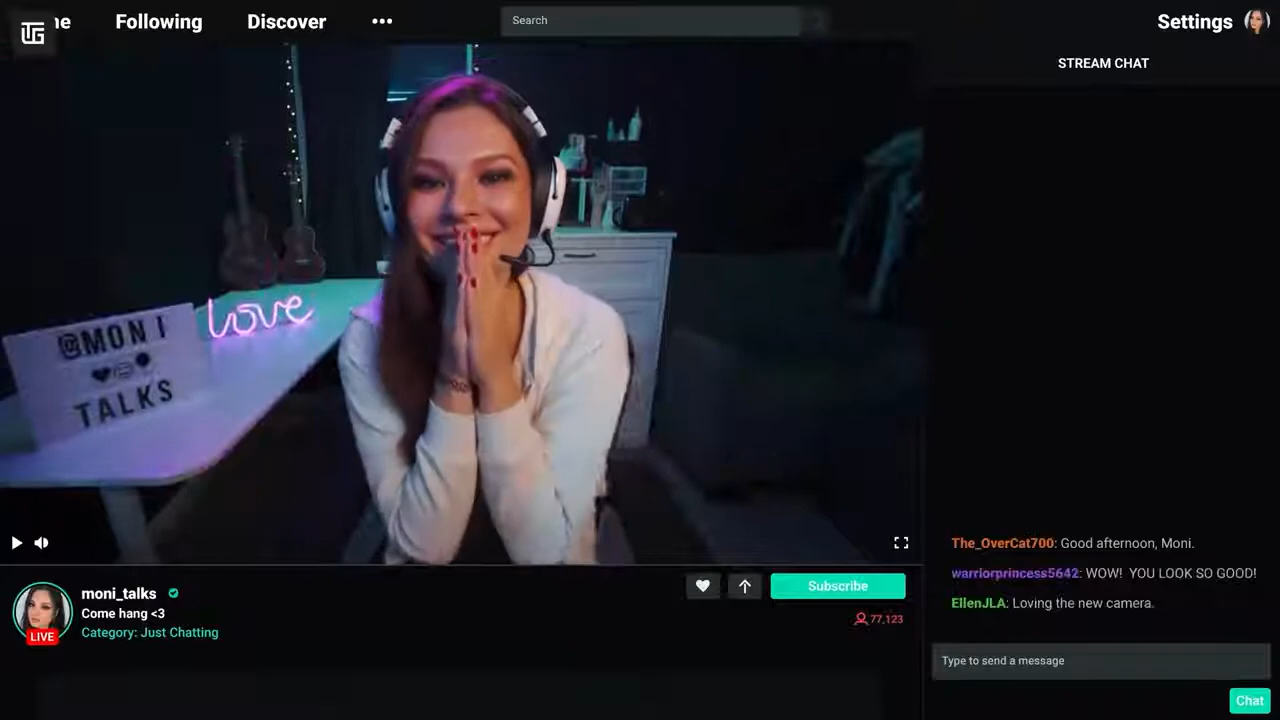 Following
Discover
•••
Search
Settings
STREAM CHAT
@MONI
TALKS
love
The_OverCat700: Good afternoon, Moni.
warriorprincess5642: WOW!  YOU LOOK SO GOOD!
EllenJLA: Loving the new camera.
moni_talks
Come hang <3
Category: Just Chatting
LIVE
Subscribe
77,123
Type to send a message
Chat